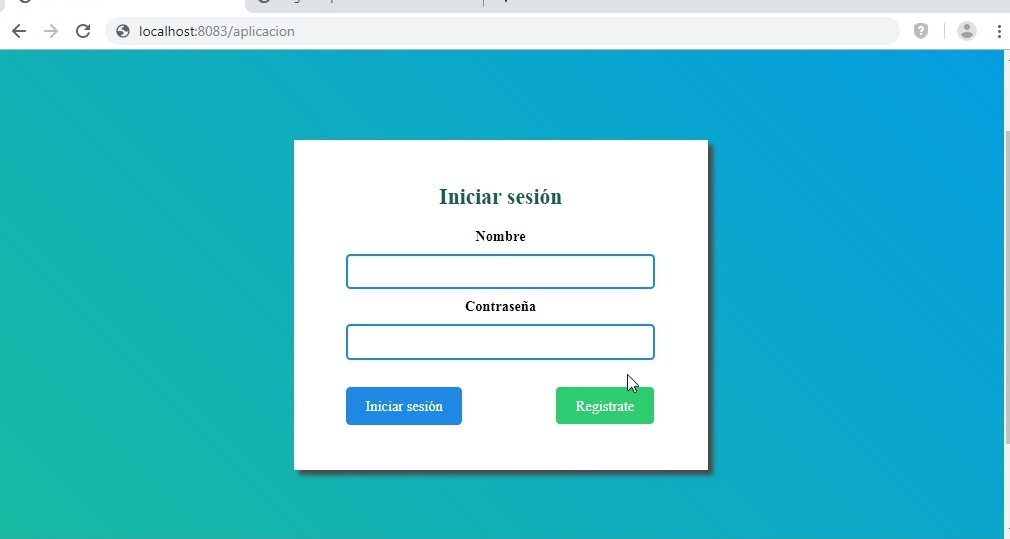 localhost:8083/aplicacion
Iniciar sesión
Nombre
Contraseña
Iniciar sesión
Registrate